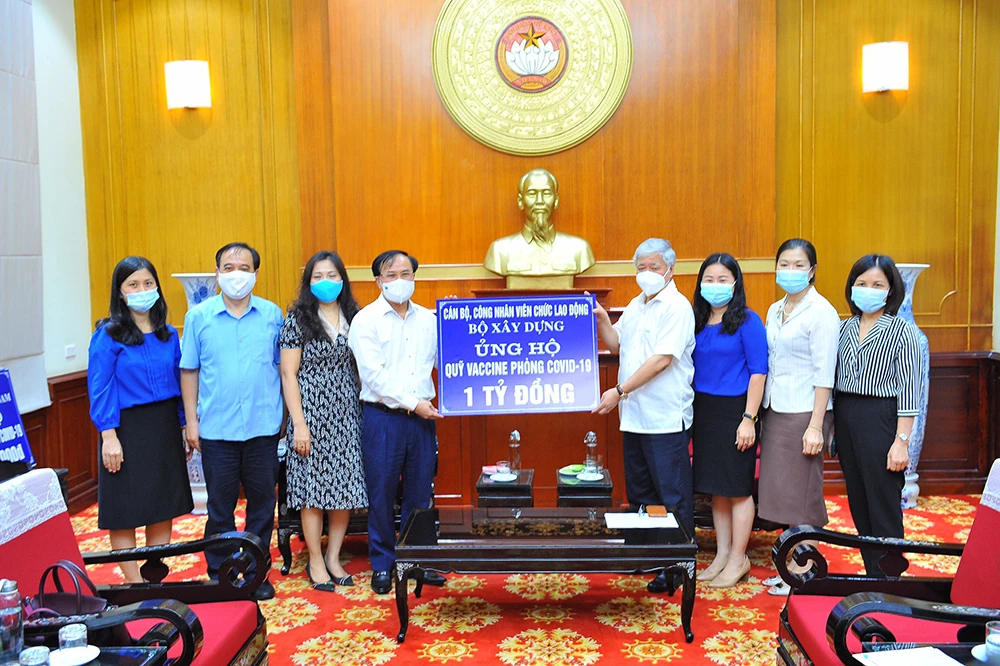 CÁN BỘ, CÔNG NHÂN VIÊN CHỨC LAO ĐỘNG
BỘ XÂY DỰNG
ỦNG HỘ
QUỸ VACCINE PHÒNG COVID-19
1 TỶ ĐỒNG